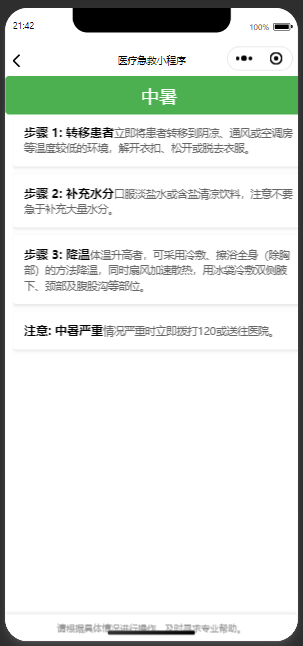 21:42
100%
医疗急救小程序
中暑
步骤 1: 转移患者立即将患者转移到阴凉、通风或空调房
等温度较低的环境，解开衣扣、松开或脱去衣服。
步骤 2: 补充水分口服淡盐水或含盐清凉饮料，注意不要
急于补充大量水分。
步骤 3: 降温体温升高者，可采用冷敷、擦浴全身（除胸
部）的方法降温，同时扇风加速散热，用冰袋冷敷双侧腋
下、颈部及腹股沟等部位。
注意: 中暑严重情况严重时立即拨打120或送往医院。
请根据具体情况进行操作，及时寻求专业帮助。